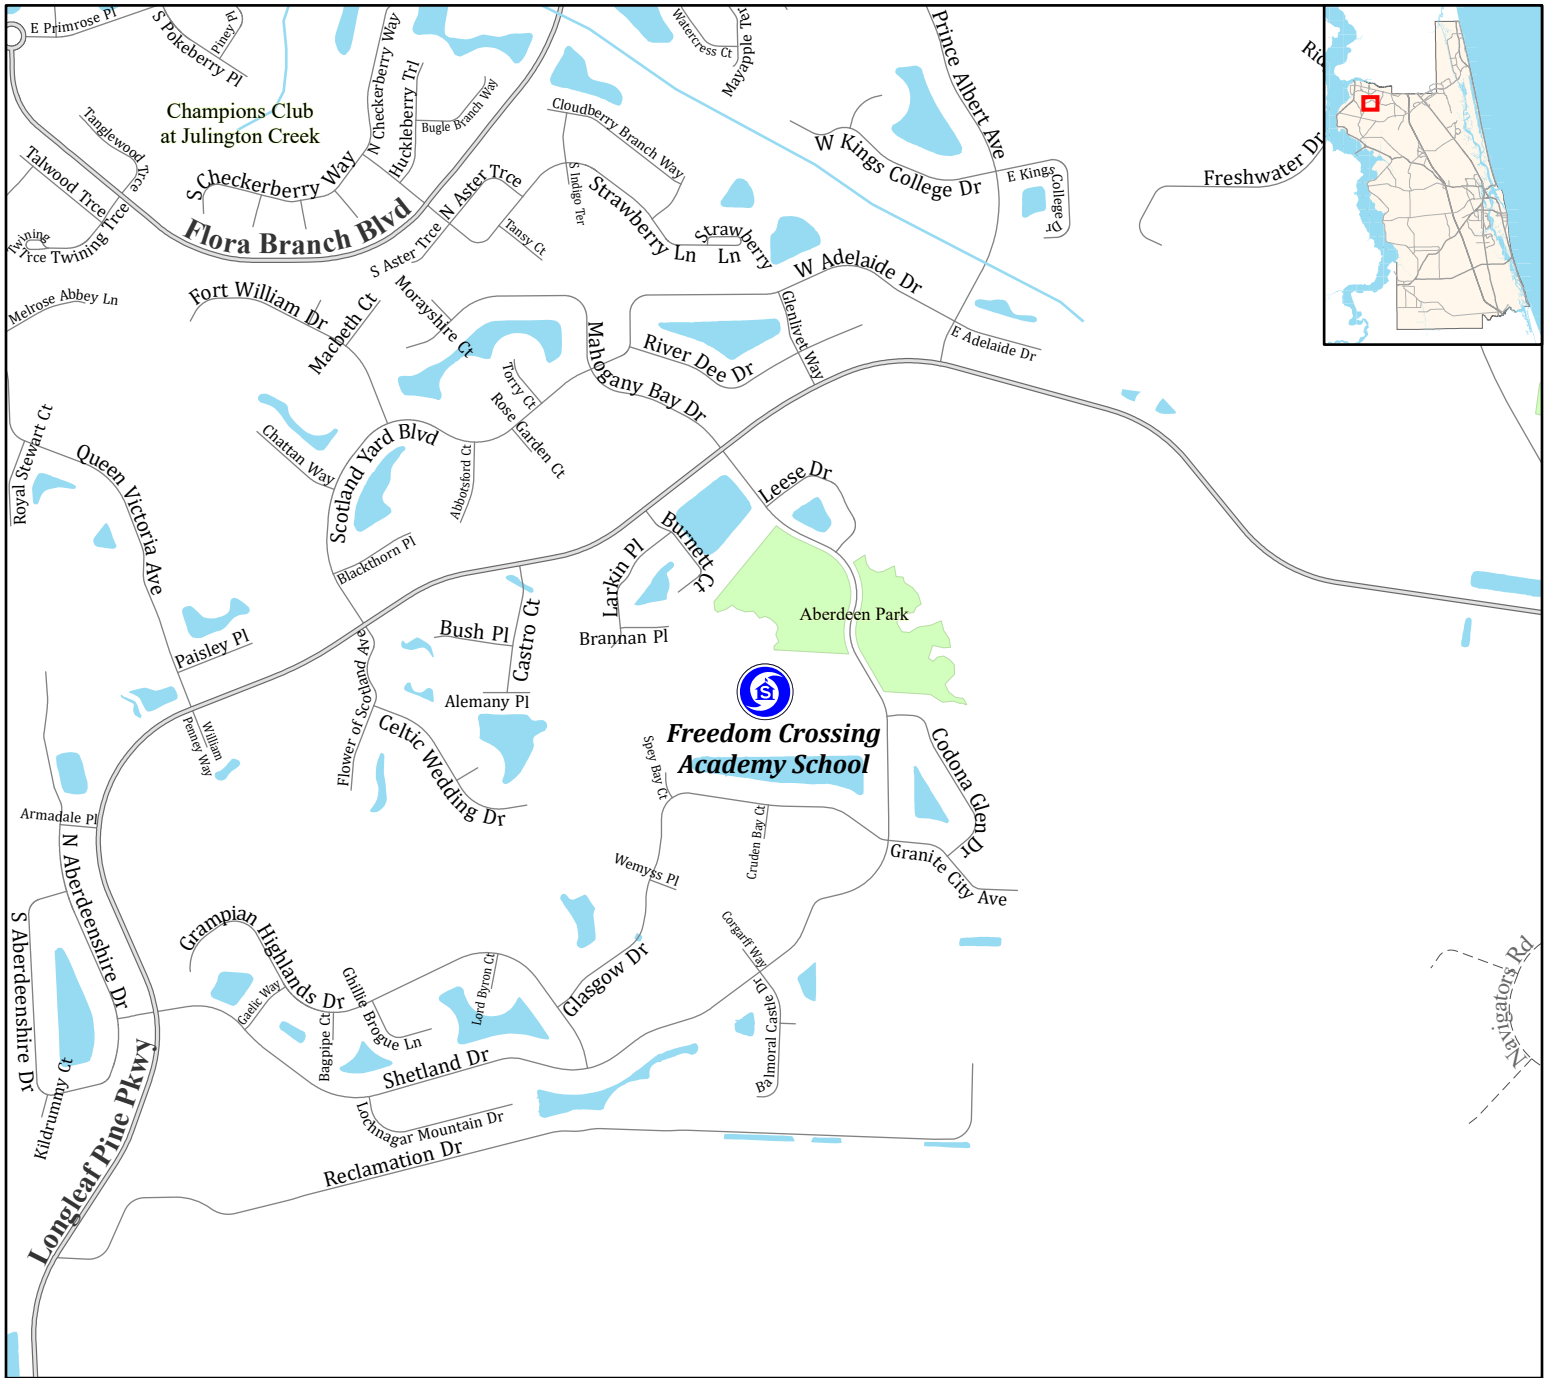 E Primrose Pl
S Pokeberry Pl
Piney Pl
N Checkerberry Way
Huckleberry Trl
Bugle Branch Way
Watercress Ct
Mayapple Ter
Prince Albert Ave
Champions Club
at Julington Creek
Tanglewood Trce
Talwood Trce
Twining Trce
Twining
Trce
S Checkerberry Way
Flora Branch Blvd
N Aster Trce
S Aster Trce
Tansy Ct
Cloudberry Branch Way
S Indigo Ter
Strawberry Ln
Strawberry
Ln
W Kings College Dr
E Kings
College Dr
Freshwater Dr
Rid
Melrose Abbey Ln
Fort William Dr
Macbeth Ct
Morayshire Ct
W Adelaide Dr
E Adelaide Dr
Glenlivet Way
River Dee Dr
Mahogany Bay Dr
Torry Ct
Rose Garden Ct
Royal Stewart Ct
Queen Victoria Ave
Chattan Way
Scotland Yard Blvd
Abbotsford Ct
Blackthorn Pl
Leese Dr
Burnett Ct
Larkin Pl
Brannan Pl
Bush Pl
Castro Ct
Alemany Pl
Aberdeen Park
Paisley Pl
Flower of Scotland Ave
Celtic Wedding Dr
William
Penney Way
S
Freedom Crossing
Academy School
Spey Bay Ct
Cruden Bay Ct
Codona Glen Dr
Granite City Ave
Wemyss Pl
Armadale Pl
N Aberdeenshire Dr
S Aberdeenshire Dr
Kildrummy Ct
Grampian Highlands Dr
Gaelic Way
Bagpipe Ct
Ghillie Brogue Ln
Lord Byron Ct
Glasgow Dr
Corgarff Way
Balmoral Castle Dr
Shetland Dr
Lochnagar Mountain Dr
Reclamation Dr
Longleaf Pine Pkwy
Navigators Rd